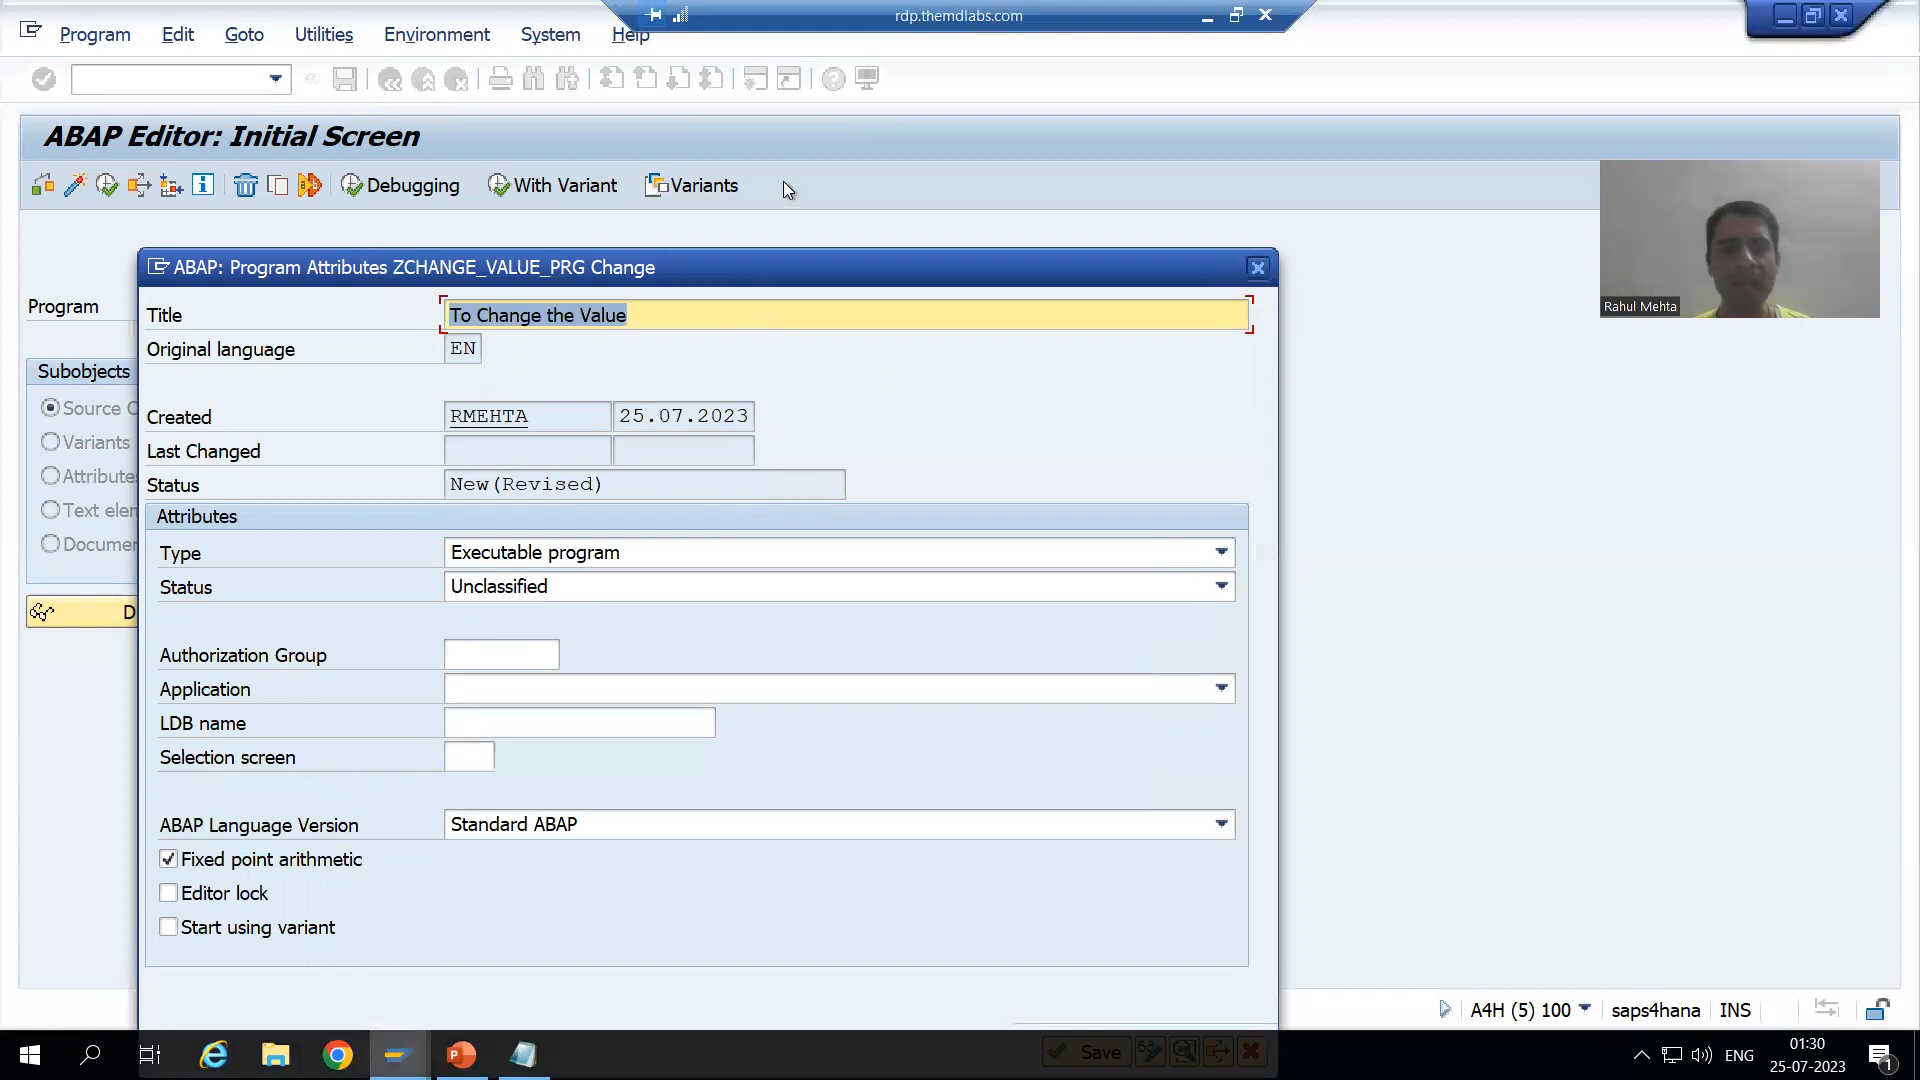 rdp.themdlabs.com
Program Edit Goto Utilities Environment System Help
ABAP Editor: Initial Screen
Debugging With Variant Variants
Rahul Mehta
ABAP: Program Attributes ZCHANGE_VALUE_PRG Change
Program
Title To Change the Value
Original language EN
Subobjects
Source C
Created RMEHTA 25.07.2023
Variants
Last Changed
Attribute
Status New(Revised)
Text elen
Attributes
Documen
Type Executable program
Status Unclassified
D
Authorization Group
Application
LDB name
Selection screen
ABAP Language Version Standard ABAP
Fixed point arithmetic
Editor lock
Start using variant
A4H (5) 100 saps4hana INS
Save
ENG
01:30
25-07-2023
1